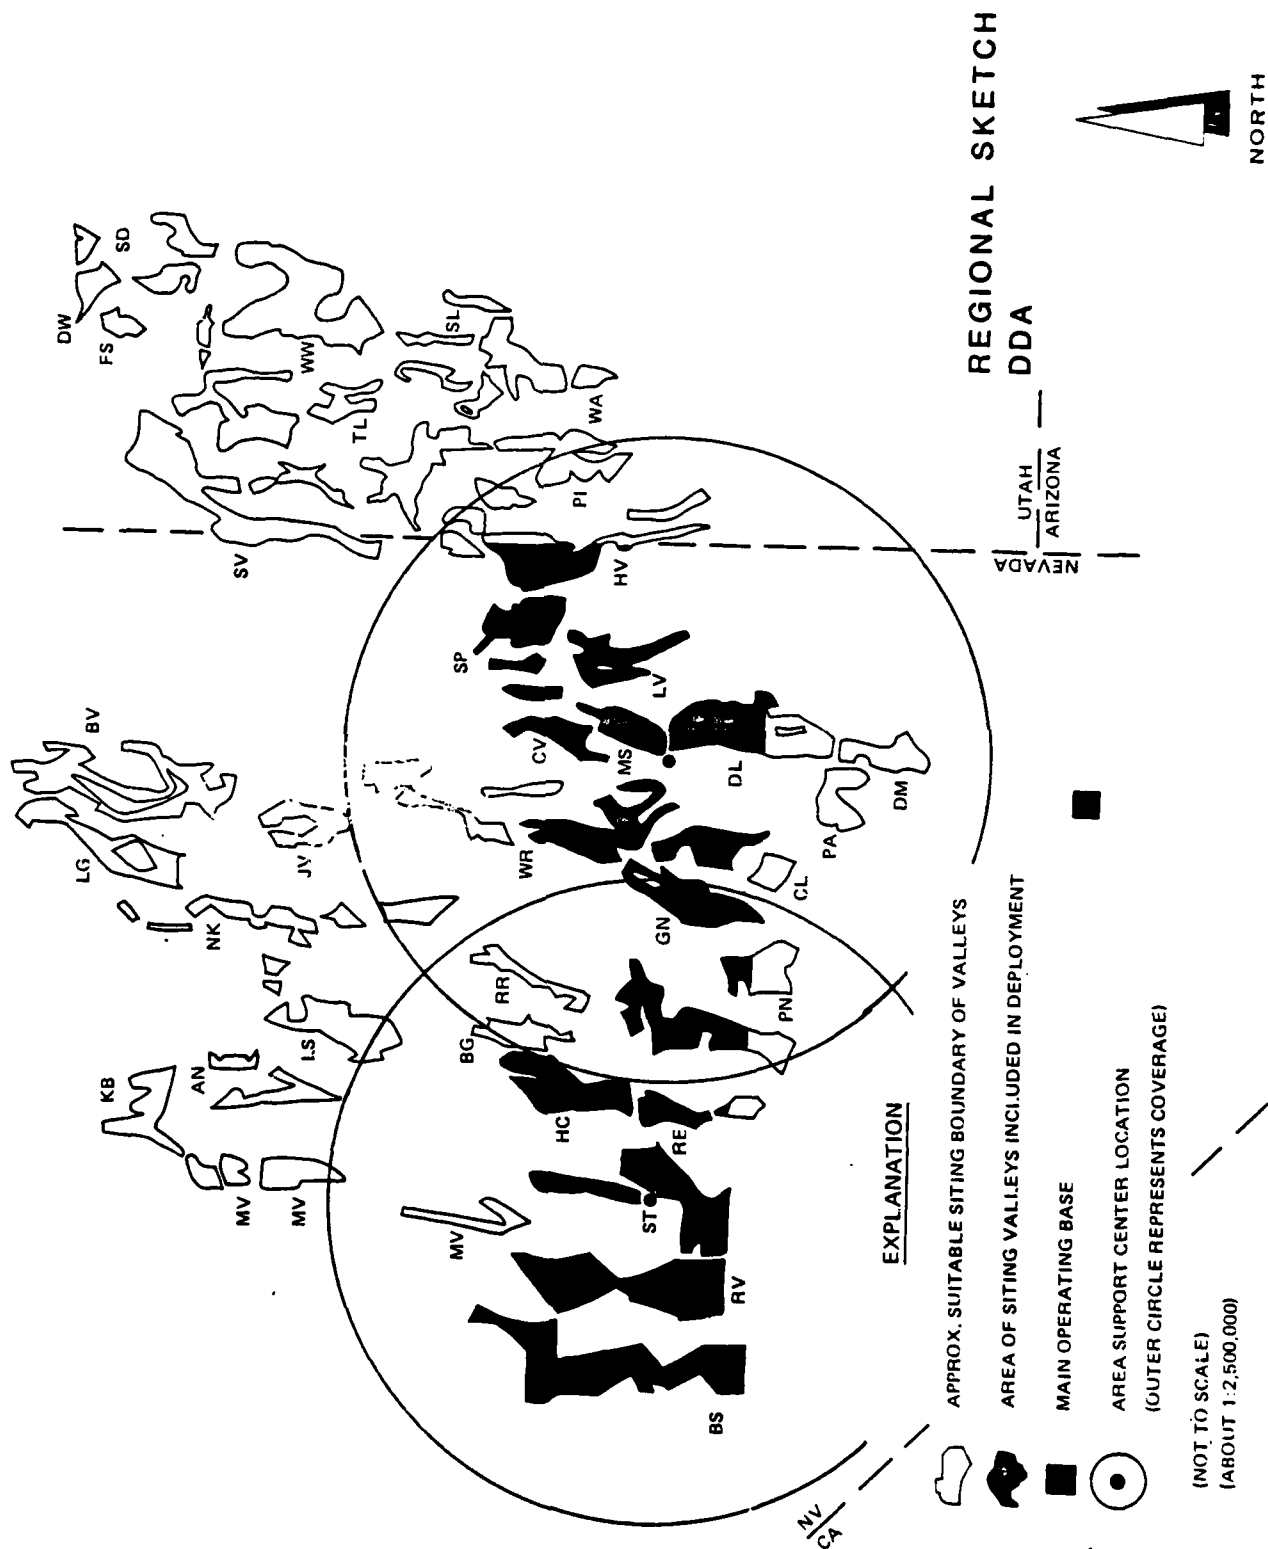 REGIONAL SKETCH
DDA
NORTH
DW
SD
FS
WW
SL
TL
WA
SV
PI
HV
UTAH
ARIZONA
NEVADA
BV
LG
JV
NK
SP
LV
CV
MS
DL
DM
PA
WR
CL
GN
RR
BG
PN
LS
AN
KB
MV
MV
MV
HC
RE
ST
RV
BS
NV
CA
EXPLANATION
APPROX. SUITABLE SITING BOUNDARY OF VALLEYS
AREA OF SITING VALLEYS INCLUDED IN DEPLOYMENT
MAIN OPERATING BASE
AREA SUPPORT CENTER LOCATION
(OUTER CIRCLE REPRESENTS COVERAGE)
(NOT TO SCALE)
(ABOUT 1:2,500,000)